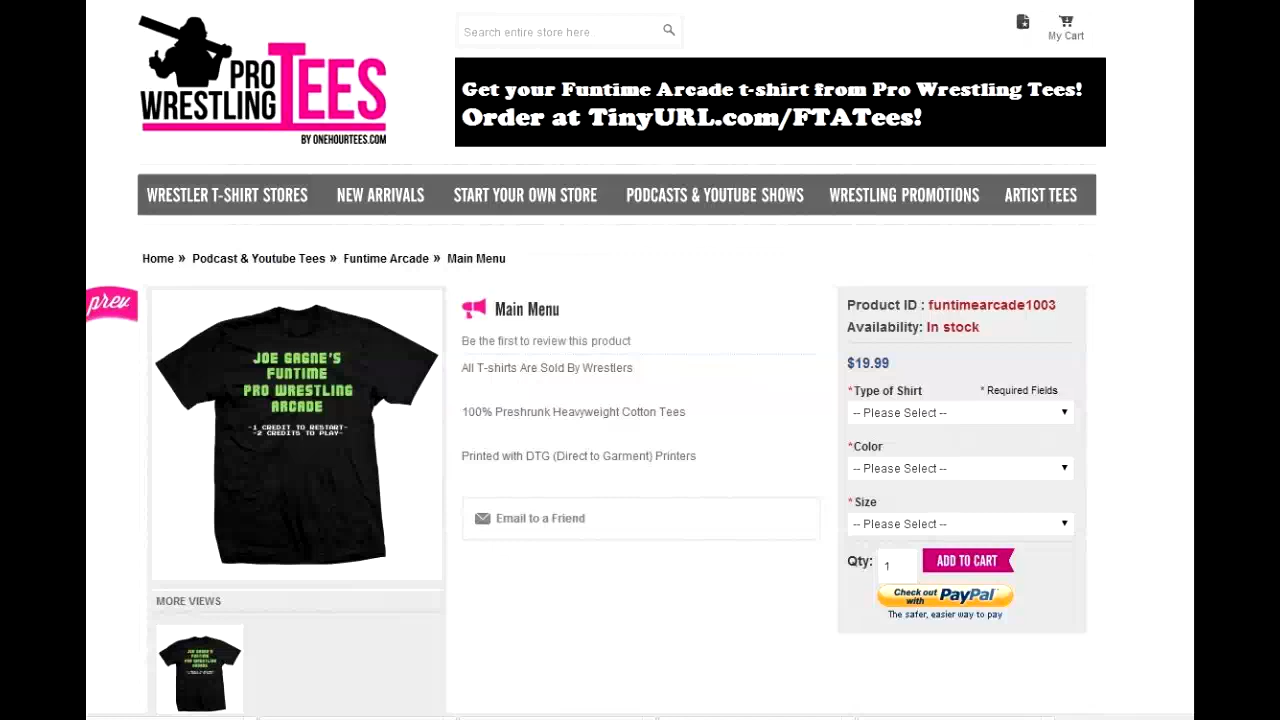 PRO
WRESTLING
TEES
BY ONEHOURTEES.COM
Search entire store here.
My Cart
Get your Funtime Arcade t-shirt from Pro Wrestling Tees!
Order at TinyURL.com/FTATees!
WRESTLER T-SHIRT STORES NEW ARRIVALS START YOUR OWN STORE PODCASTS & YOUTUBE SHOWS WRESTLING PROMOTIONS ARTIST TEES
Home » Podcast & Youtube Tees » Funtime Arcade » Main Menu
prev
JOE GAGNE'S
FUNTIME
PRO WRESTLING
ARCADE
-1 CREDIT TO RESTART-
-2 CREDITS TO PLAY-
MORE VIEWS
JOE GAGNE'S
FUNTIME
PRO WRESTLING
ARCADE
Main Menu
Be the first to review this product
All T-shirts Are Sold By Wrestlers
100% Preshrunk Heavyweight Cotton Tees
Printed with DTG (Direct to Garment) Printers
Email to a Friend
Product ID : funtimearcade1003
Availability: In stock
$19.99
*Type of Shirt * Required Fields
-- Please Select --
*Color
-- Please Select --
* Size
-- Please Select --
Qty: 1 ADD TO CART
Check out with PayPal
The safer, easier way to pay